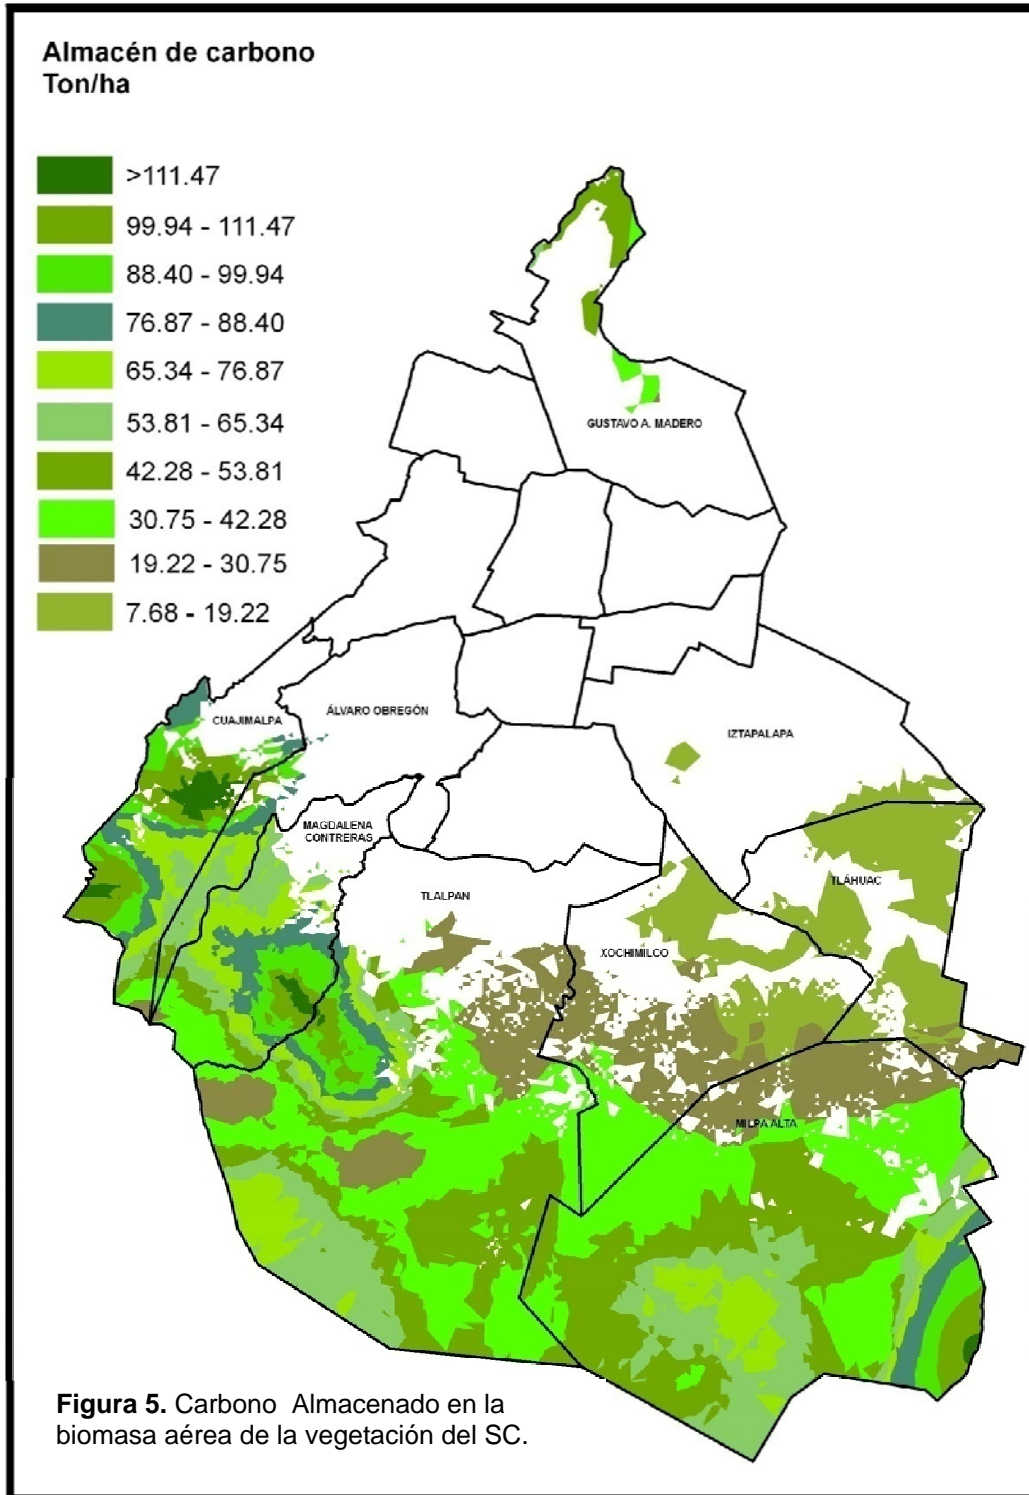 Almacén de carbono
Ton/ha
>111.47
99.94 - 111.47
88.40 - 99.94
76.87 - 88.40
65.34 - 76.87
53.81 - 65.34
42.28 - 53.81
30.75 - 42.28
19.22 - 30.75
7.68 - 19.22
GUSTAVO A. MADERO
CUAJIMALPA
ÁLVARO OBREGÓN
IZTAPALAPA
MAGDALENA
CONTRERAS
TLALPAN
TLÁHUAC
XOCHIMILCO
MILPA ALTA
Figura 5. Carbono Almacenado en la
biomasa aérea de la vegetación del SC.